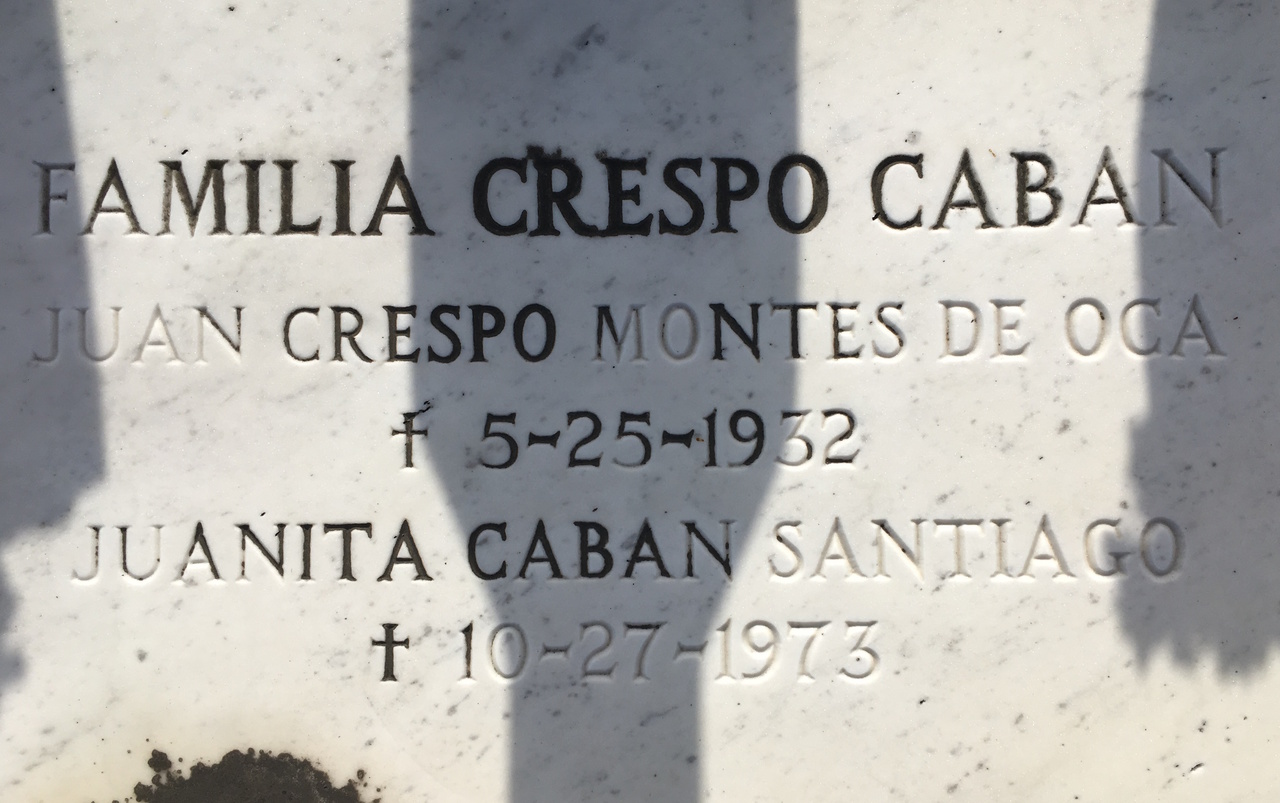 FAMILIA CRESPO CABAN
JUAN CRESPO MONTES DE OCA
† 5-25-1932
JUANITA CABAN SANTIAGO
† 10-27-1973